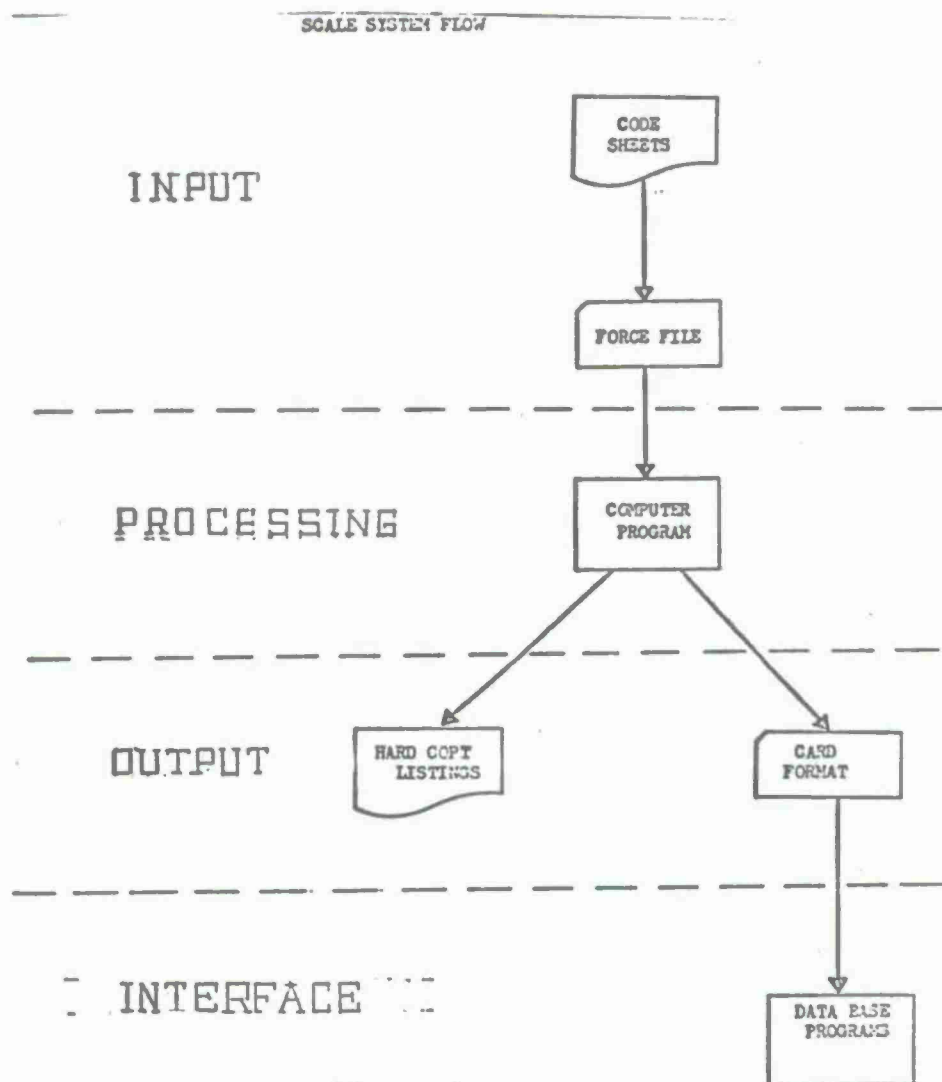 SCALE SYSTEM FLOW
INPUT
CODE
SHEETS
FORCE FILE
PROCESSING
COMPUTER
PROGRAM
OUTPUT
HARD COPY
LISTINGS
CARD
FORMAT
INTERFACE
DATA BASE
PROGRAMS